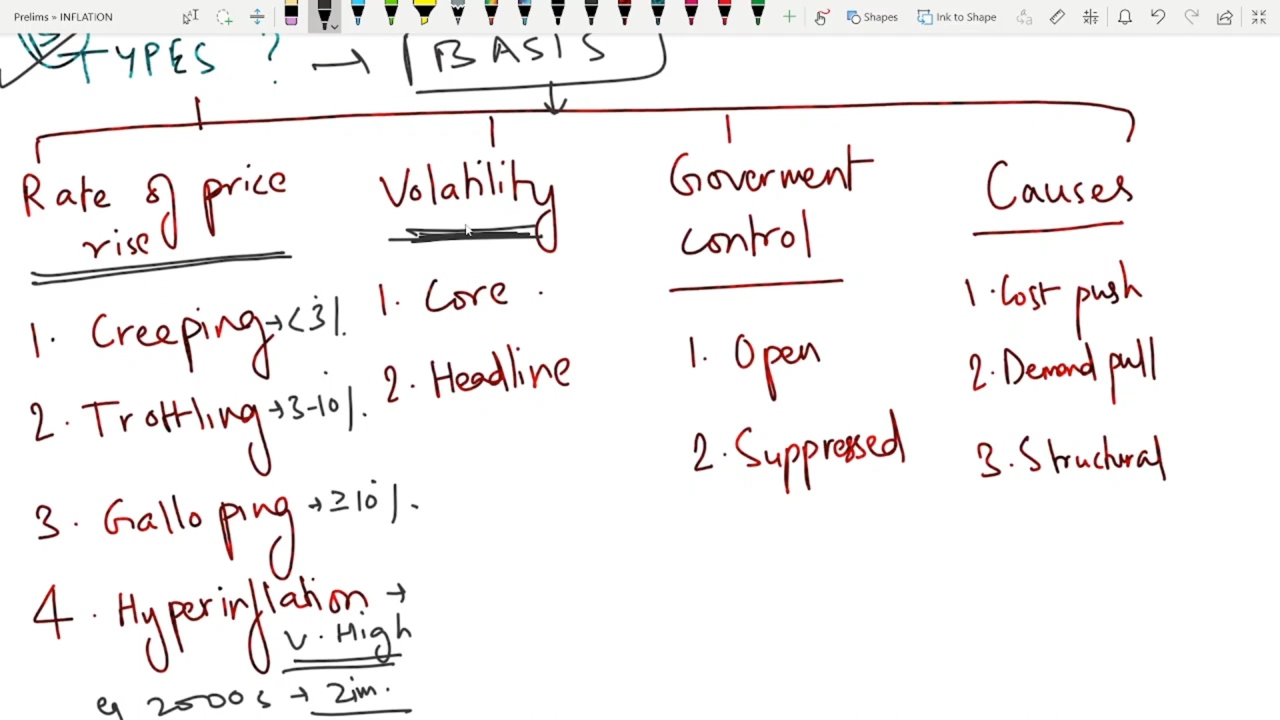 Prelims » INFLATION
Shapes
Ink to Shape
TYPES ? → BASIS
Rate of price
rise
1. Creeping → <3%.
2. Trottling → 3-10%.
3. Galloping → ≥10%.
4. Hyperinflation →
V. High
eg 2000s → Zim.
Volatility
1. Core
2. Headline
Goverment
control
1. Open
2. Suppressed
Causes
1. Cost push
2. Demand pull
3. Structural